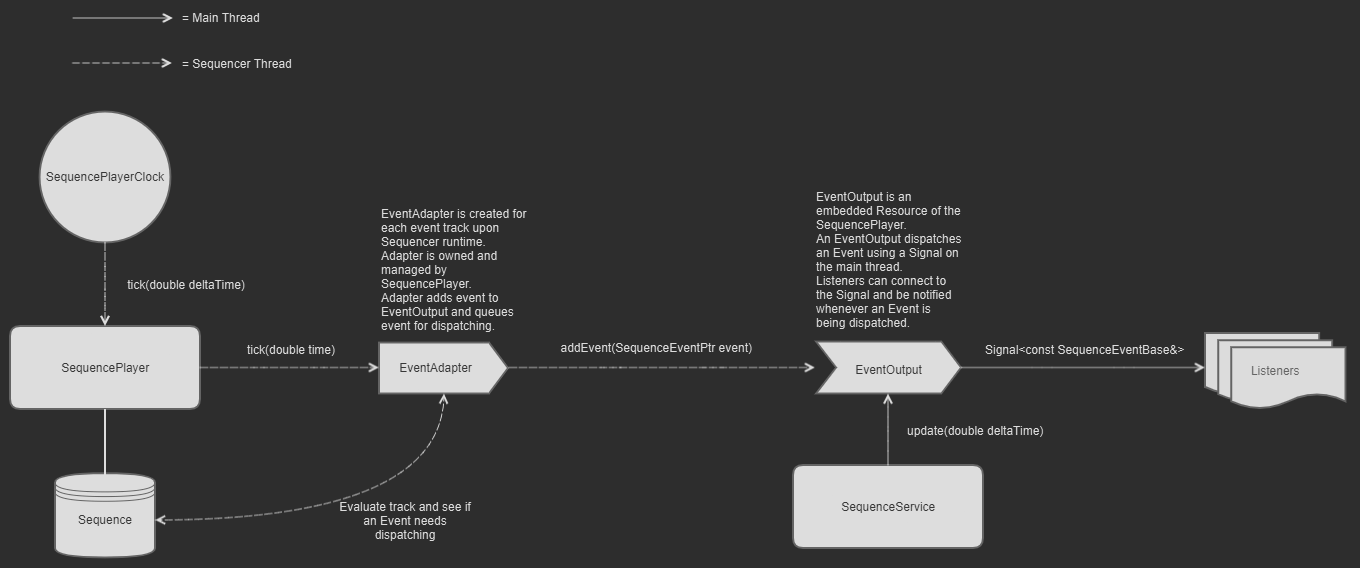 = Main Thread
= Sequencer Thread
SequencePlayerClock
tick(double deltaTime)
SequencePlayer
tick(double time)
EventAdapter is created for
each event track upon
Sequencer runtime.
Adapter is owned and
managed by
SequencePlayer.
Adapter adds event to
EventOutput and queues
event for dispatching.
EventAdapter
addEvent(SequenceEventPtr event)
EventOutput is an
embedded Resource of the
SequencePlayer.
An EventOutput dispatches
an Event using a Signal on
the main thread.
Listeners can connect to
the Signal and be notified
whenever an Event is
being dispatched.
EventOutput
Signal<const SequenceEventBase&>
Listeners
update(double deltaTime)
SequenceService
Sequence
Evaluate track and see if
an Event needs
dispatching